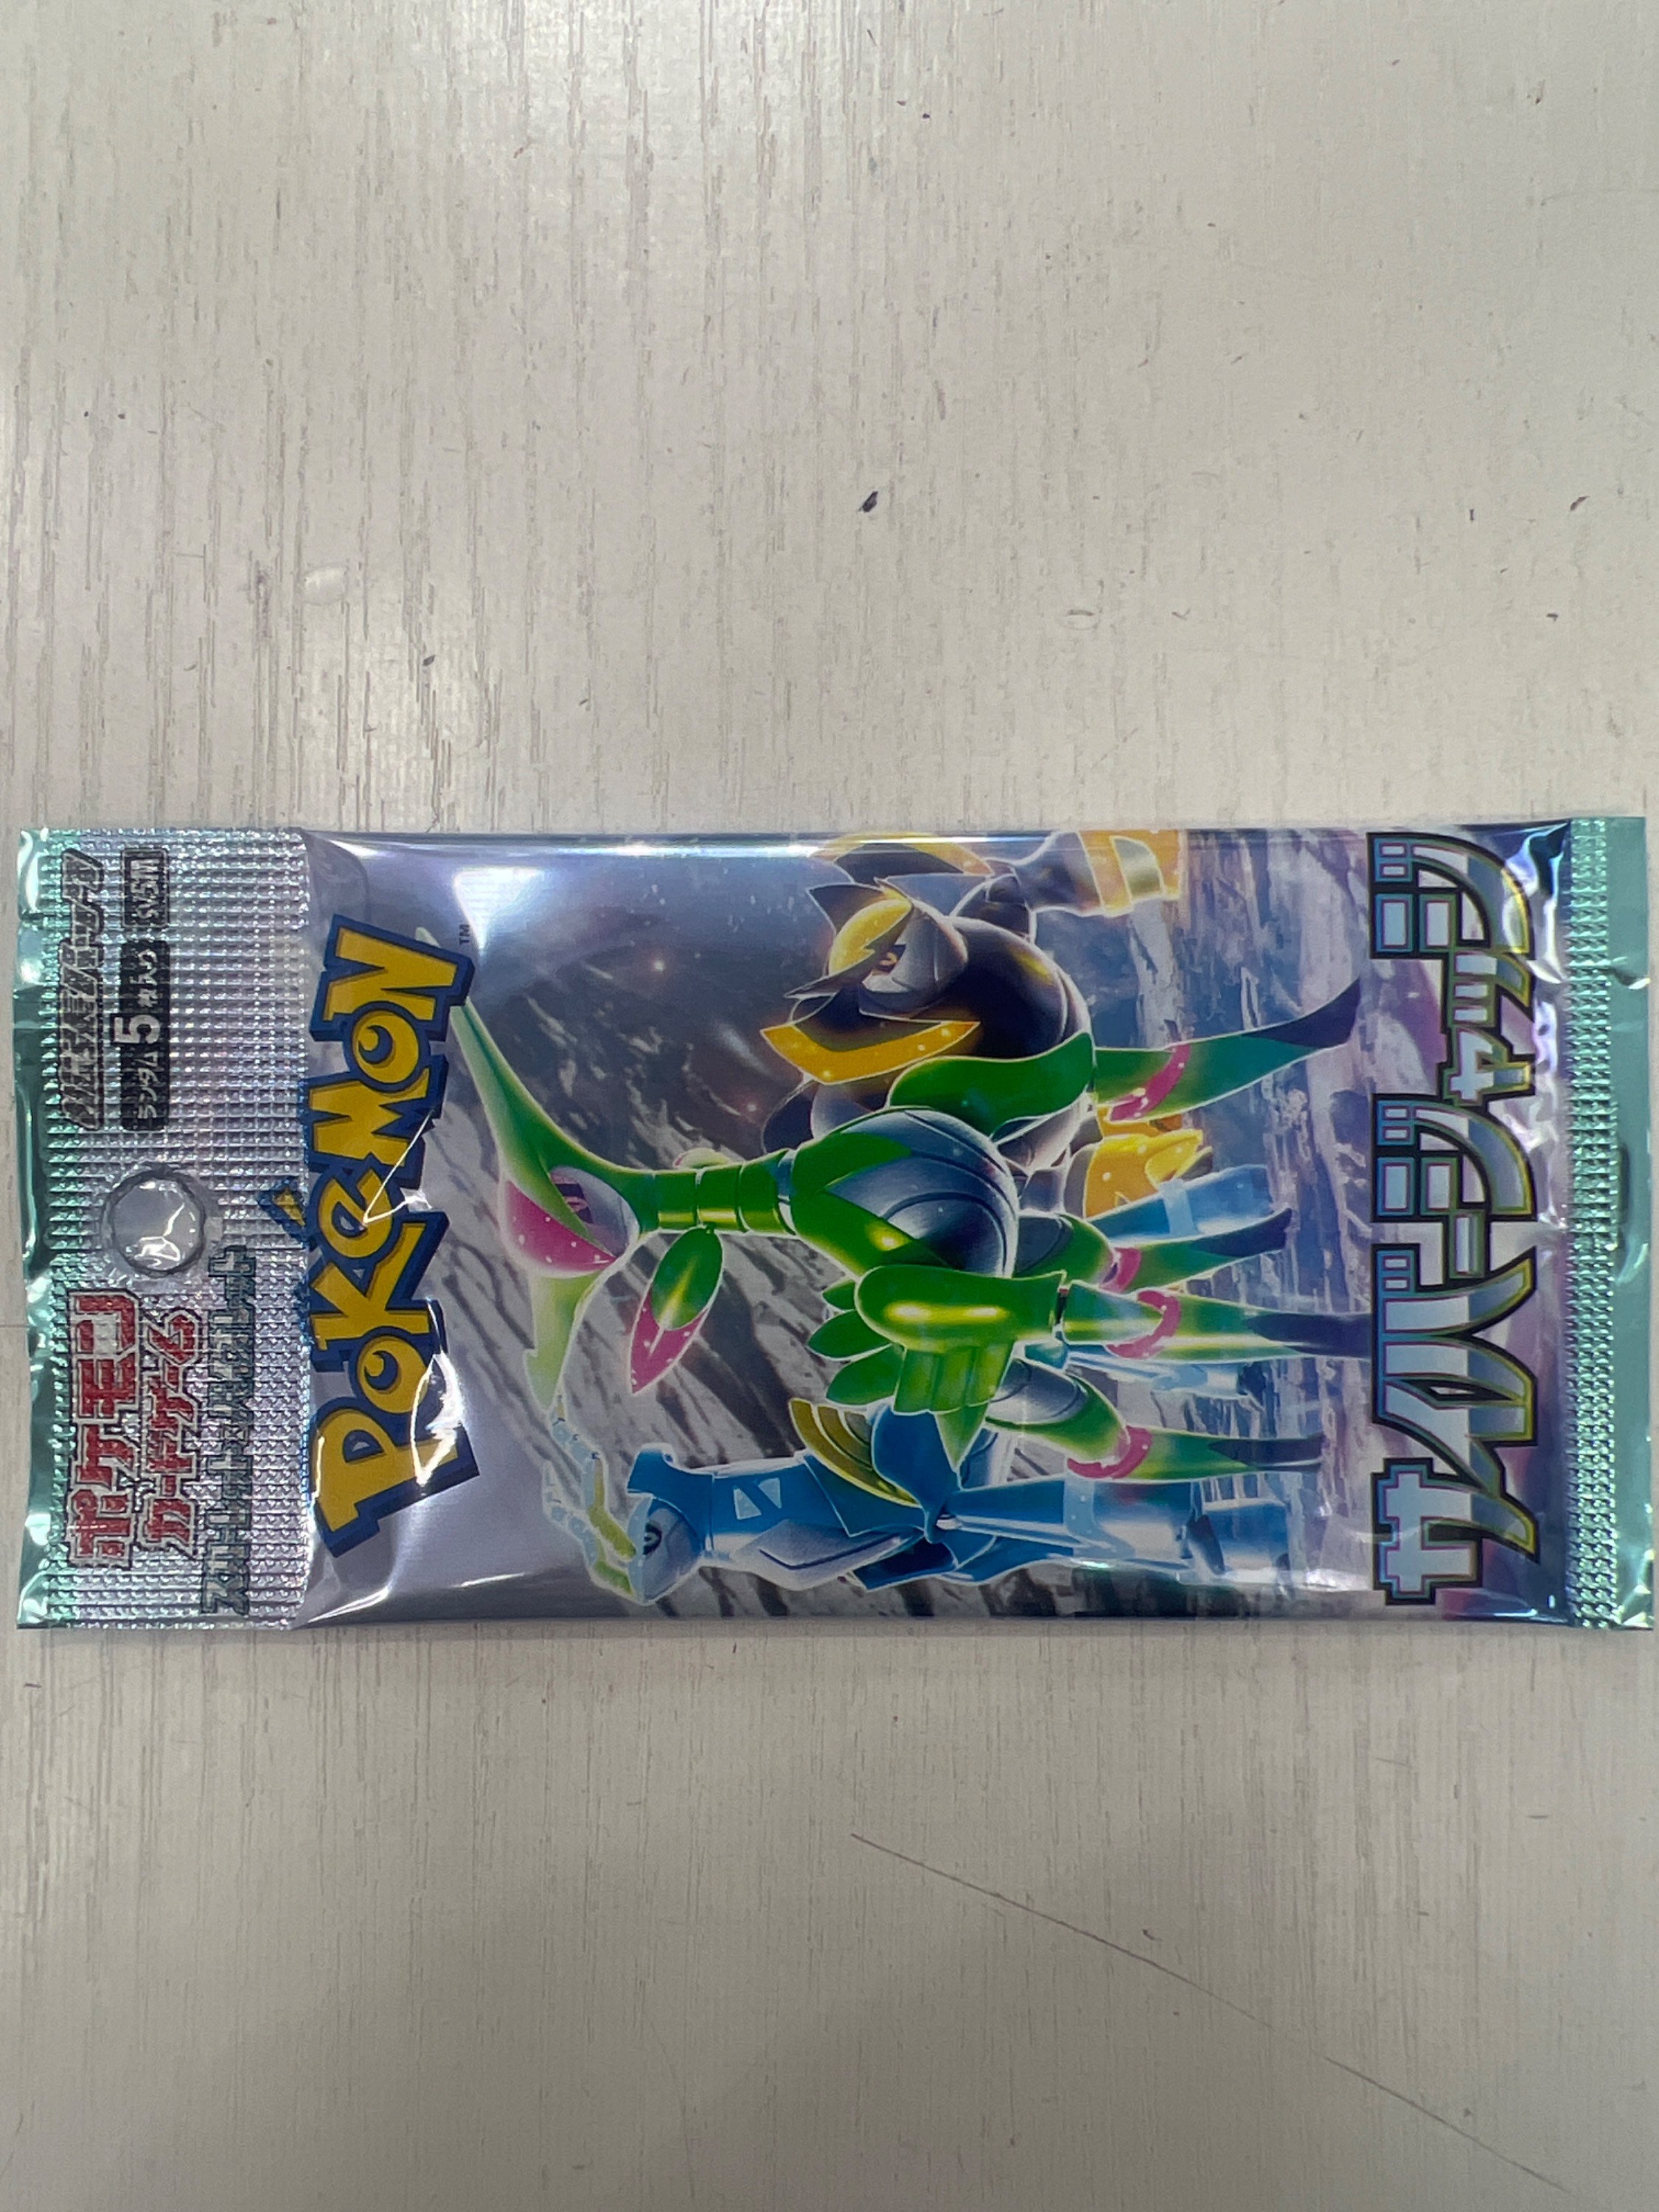 ポケモン
カードゲーム
スカーレット&バイオレット
拡張パック
ランダム5枚入り
SV5M
POKéMON™
サイバージャッジ